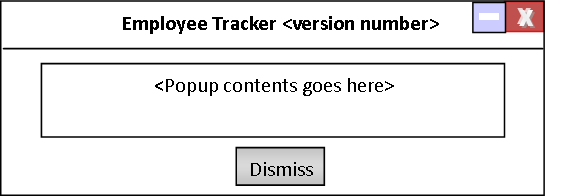 Employee Tracker <version number>
X
<Popup contents goes here>
Dismiss